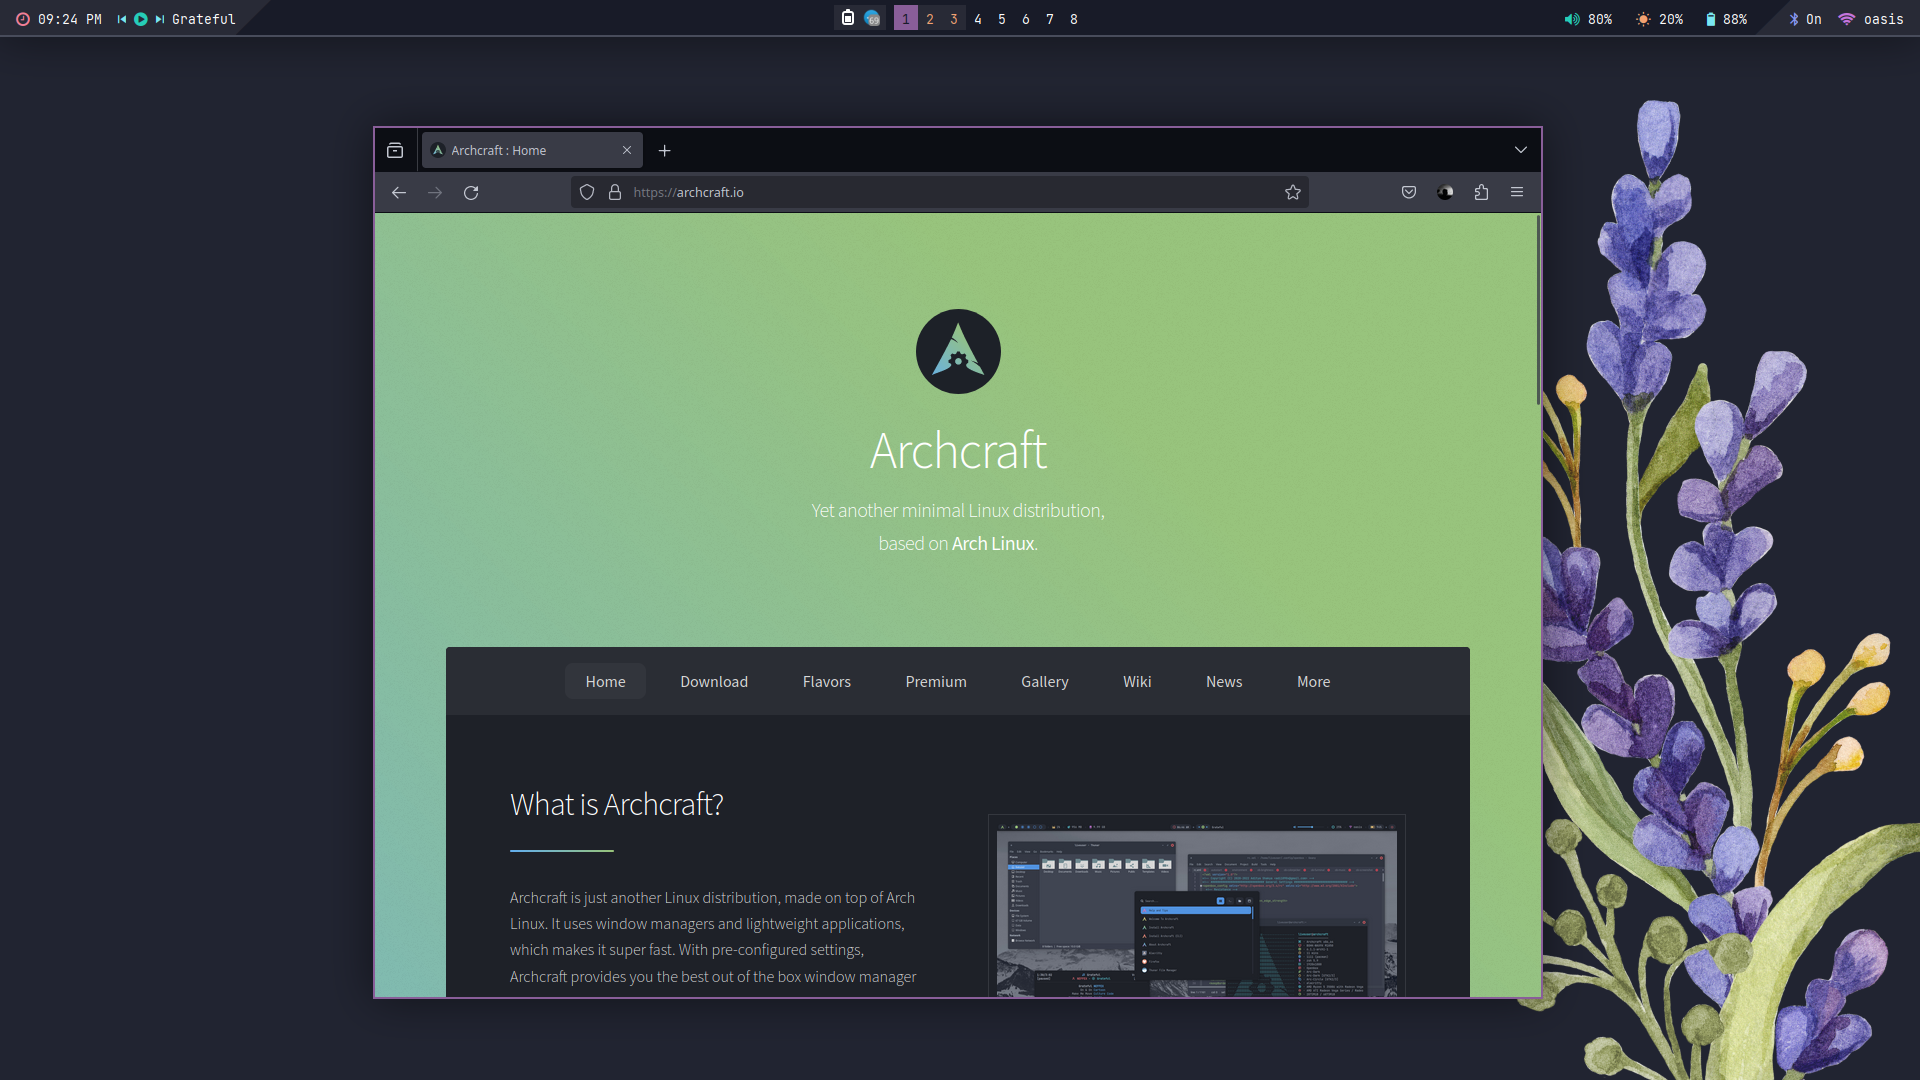 09:24 PM Grateful
69 1 2 3 4 5 6 7 8
80% 20% 88% On oasis
Archcraft : Home
https://archcraft.io
Archcraft
Yet another minimal Linux distribution,
based on Arch Linux.
Home Download Flavors Premium Gallery Wiki News More
What is Archcraft?
Archcraft is just another Linux distribution, made on top of Arch
Linux. It uses window managers and lightweight applications,
which makes it super fast. With pre-configured settings,
Archcraft provides you the best out of the box window manager